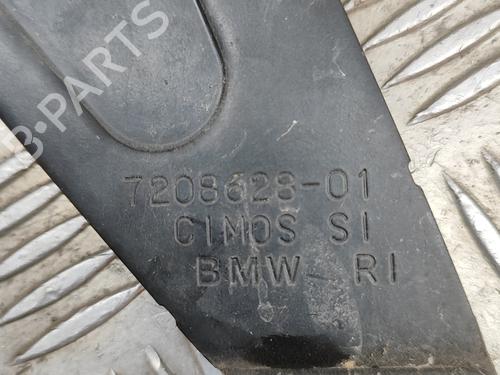 B-PARTS
7208628-01
CIMOS SI
BMW RI